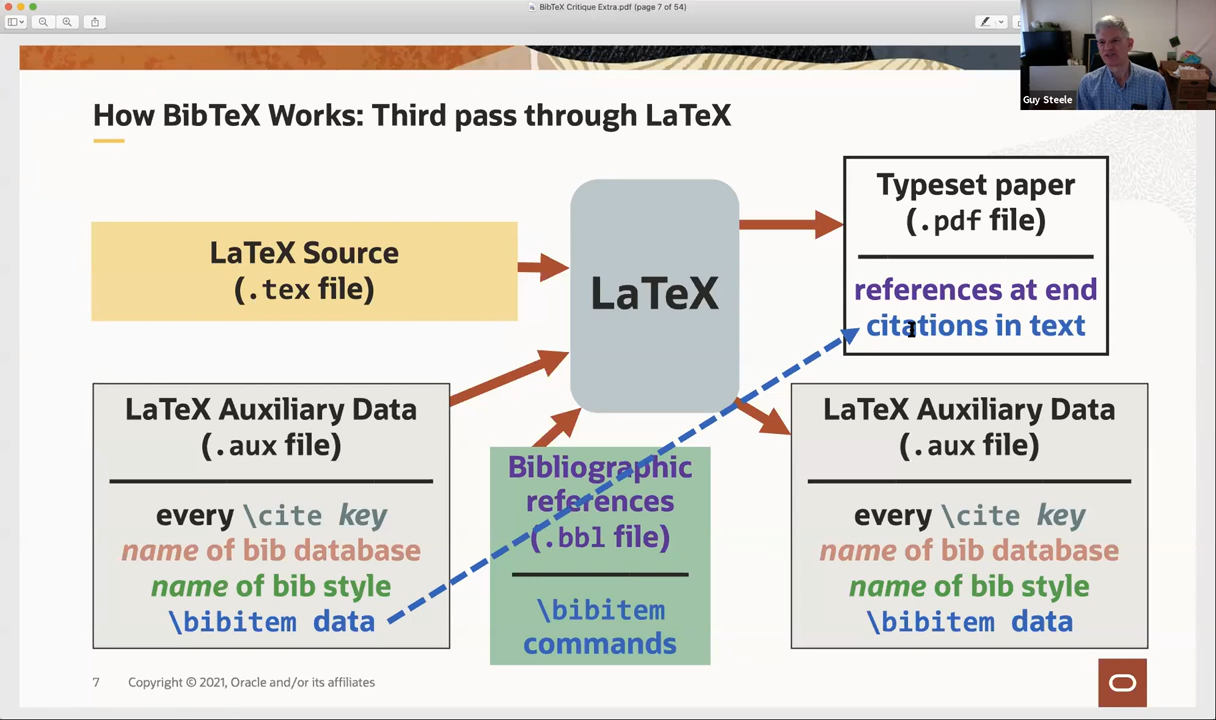 BibTeX Critique Extra.pdf (page 7 of 54)
Guy Steele
How BibTeX Works: Third pass through LaTeX
LaTeX Source
(.tex file)
LaTeX
Typeset paper
(.pdf file)
references at end
citations in text
LaTeX Auxiliary Data
(.aux file)
every \cite key
name of bib database
name of bib style
\bibitem data
Bibliographic
references
(.bbl file)
\bibitem
commands
LaTeX Auxiliary Data
(.aux file)
every \cite key
name of bib database
name of bib style
\bibitem data
7 Copyright © 2021, Oracle and/or its affiliates